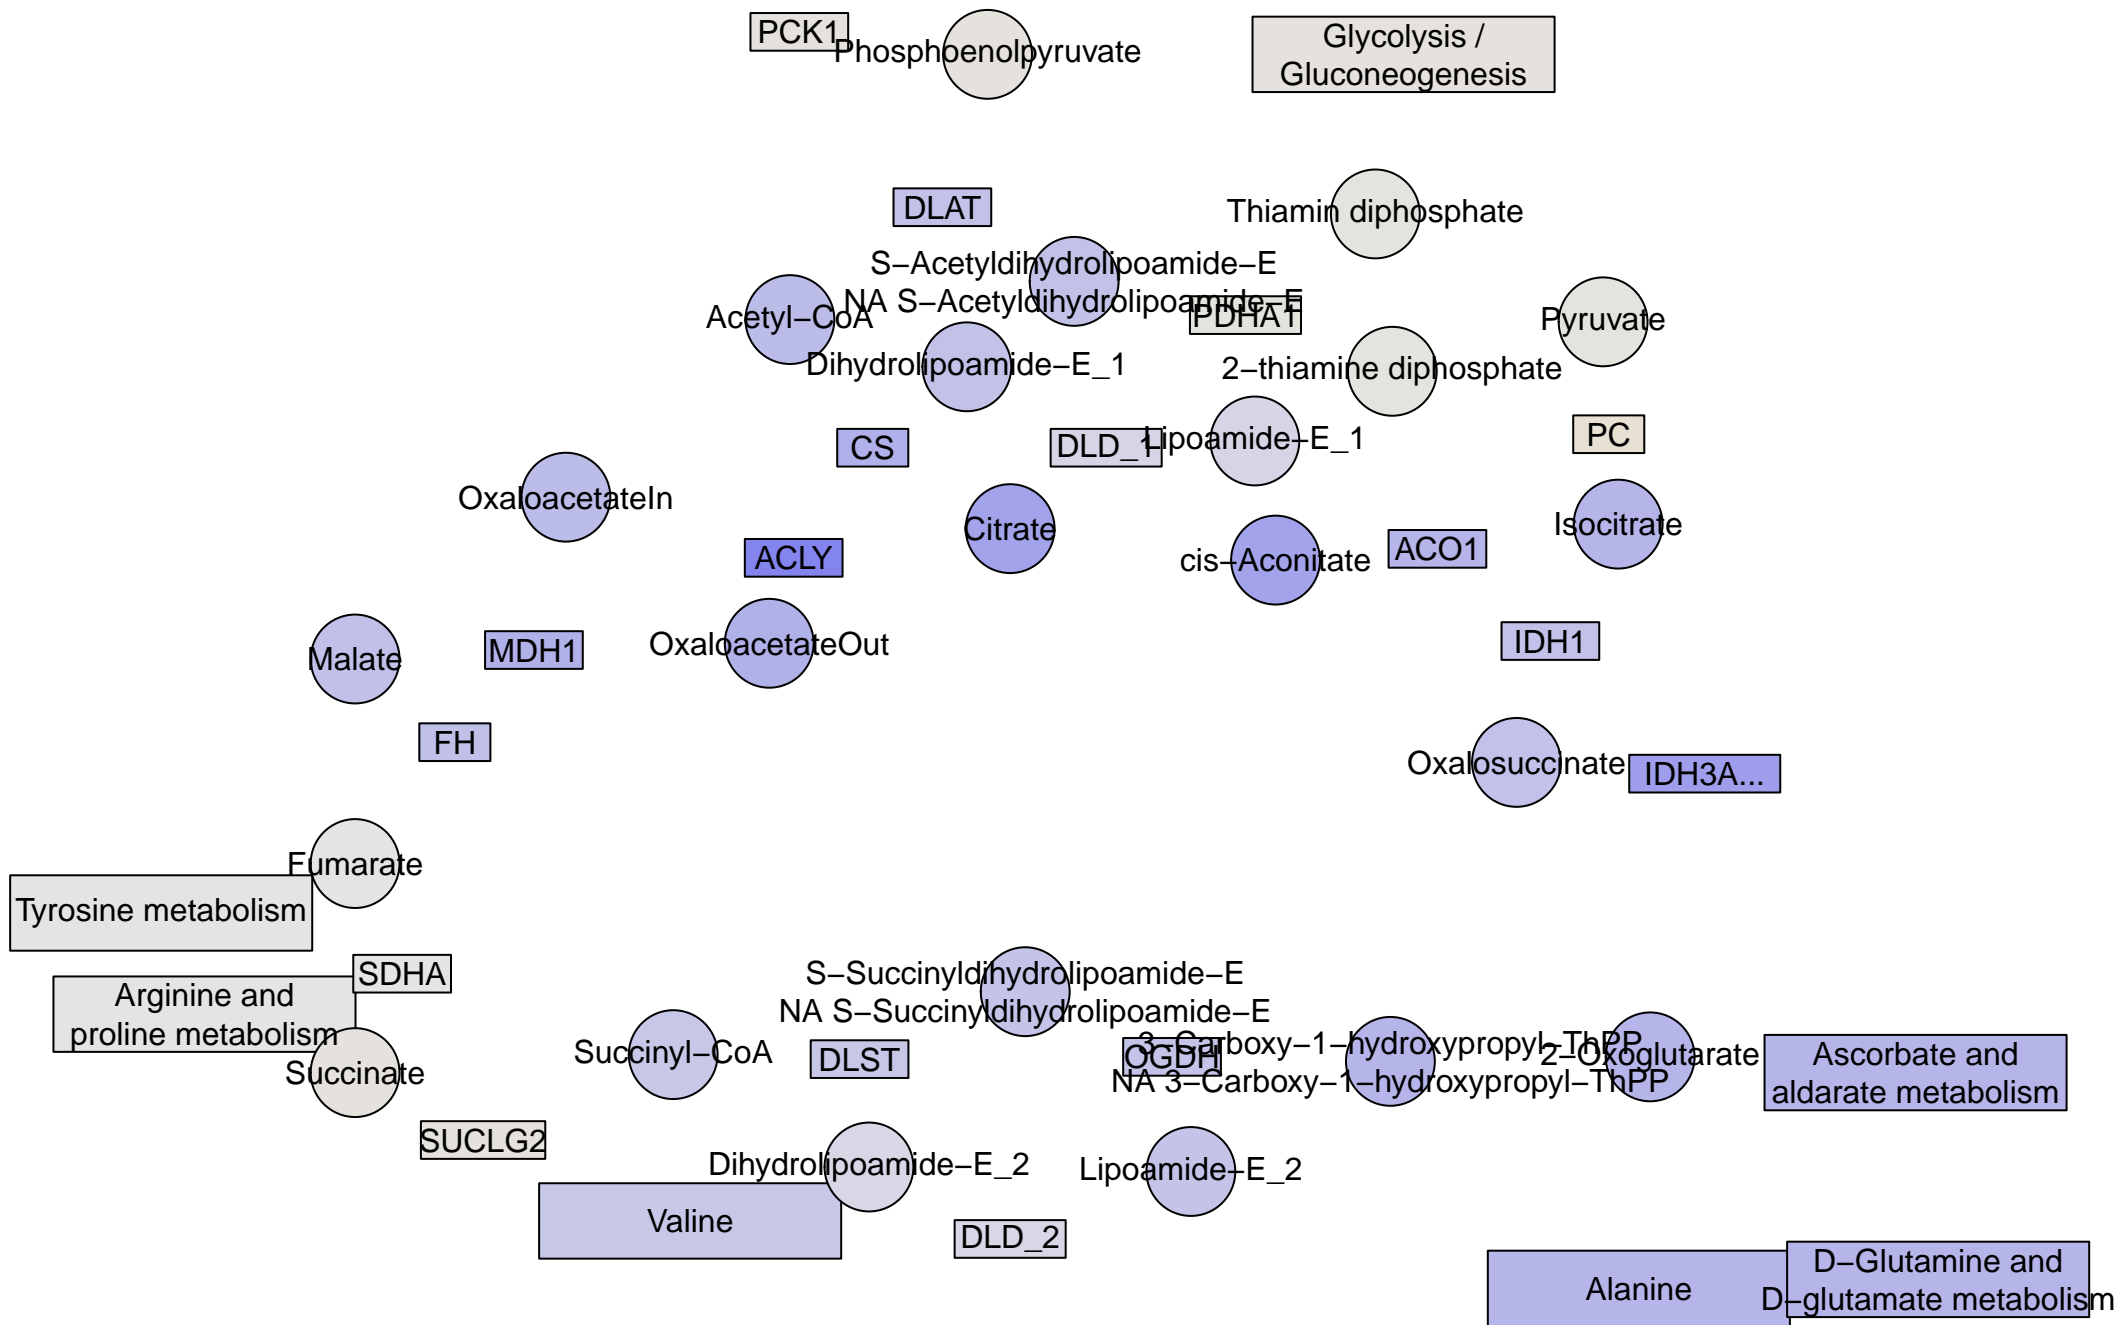 PCK1
Phosphoenolpyruvate
Glycolysis /
Gluconeogenesis
DLAT
Thiamin diphosphate
S−Acetyldihydrolipoamide−E
NA S−Acetyldihydrolipoamide−E
Acetyl−CoA
PDHA1
Pyruvate
Dihydrolipoamide−E_1
2−thiamine diphosphate
CS
DLD_1
Lipoamide−E_1
PC
OxaloacetateIn
Citrate
Isocitrate
ACLY
cis−Aconitate
ACO1
Malate
MDH1
OxaloacetateOut
IDH1
FH
Oxalosuccinate
IDH3A...
Fumarate
Tyrosine metabolism
SDHA
Arginine and
proline metabolism
S−Succinyldihydrolipoamide−E
NA S−Succinyldihydrolipoamide−E
Succinate
Succinyl−CoA
DLST
OGDH
3−Carboxy−1−hydroxypropyl−ThPP
NA 3−Carboxy−1−hydroxypropyl−ThPP
2−Oxoglutarate
Ascorbate and
aldarate metabolism
SUCLG2
Dihydrolipoamide−E_2
Lipoamide−E_2
Valine
DLD_2
Alanine
D−Glutamine and
D−glutamate metabolism